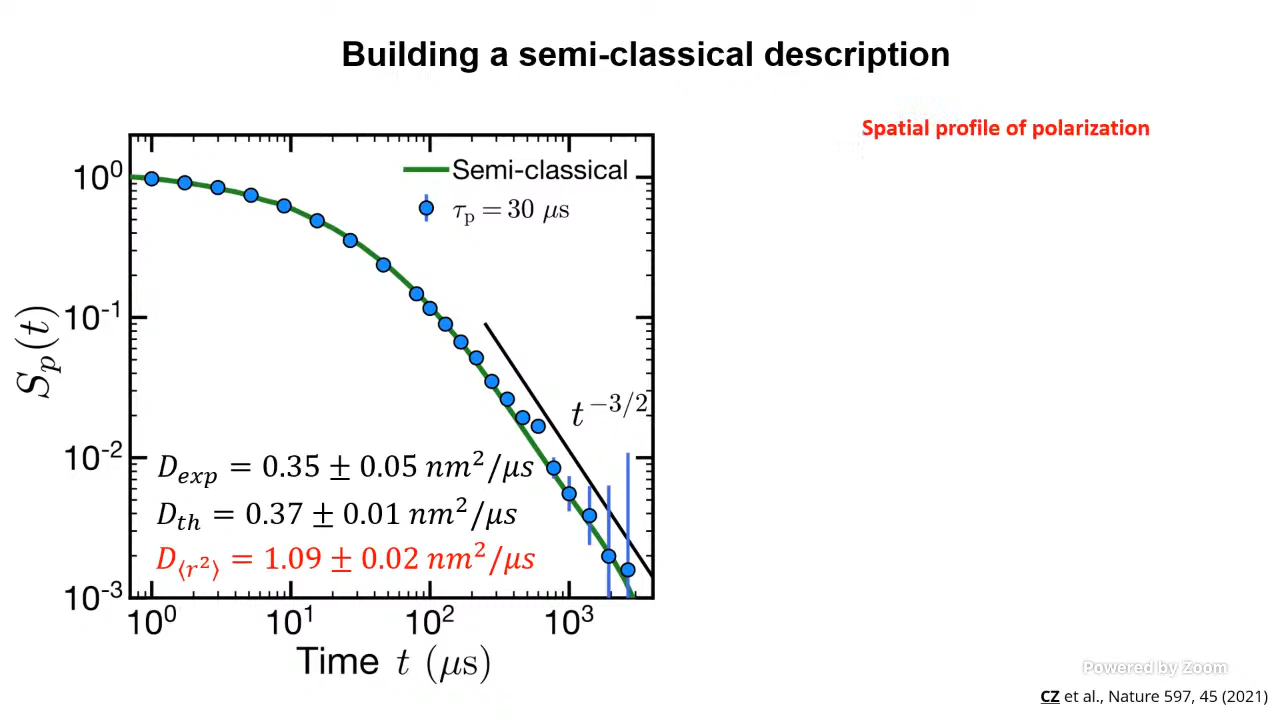 Building a semi-classical description
Spatial profile of polarization
Semi-classical
τp = 30 μs
10^0
10^-1
10^-2
10^-3
S_p(t)
t^{-3/2}
D_exp = 0.35 ± 0.05 nm²/μs
D_th = 0.37 ± 0.01 nm²/μs
D_⟨r²⟩ = 1.09 ± 0.02 nm²/μs
10^0 10^1 10^2 10^3
Time t (μs)
Powered by Zoom
CZ et al., Nature 597, 45 (2021)